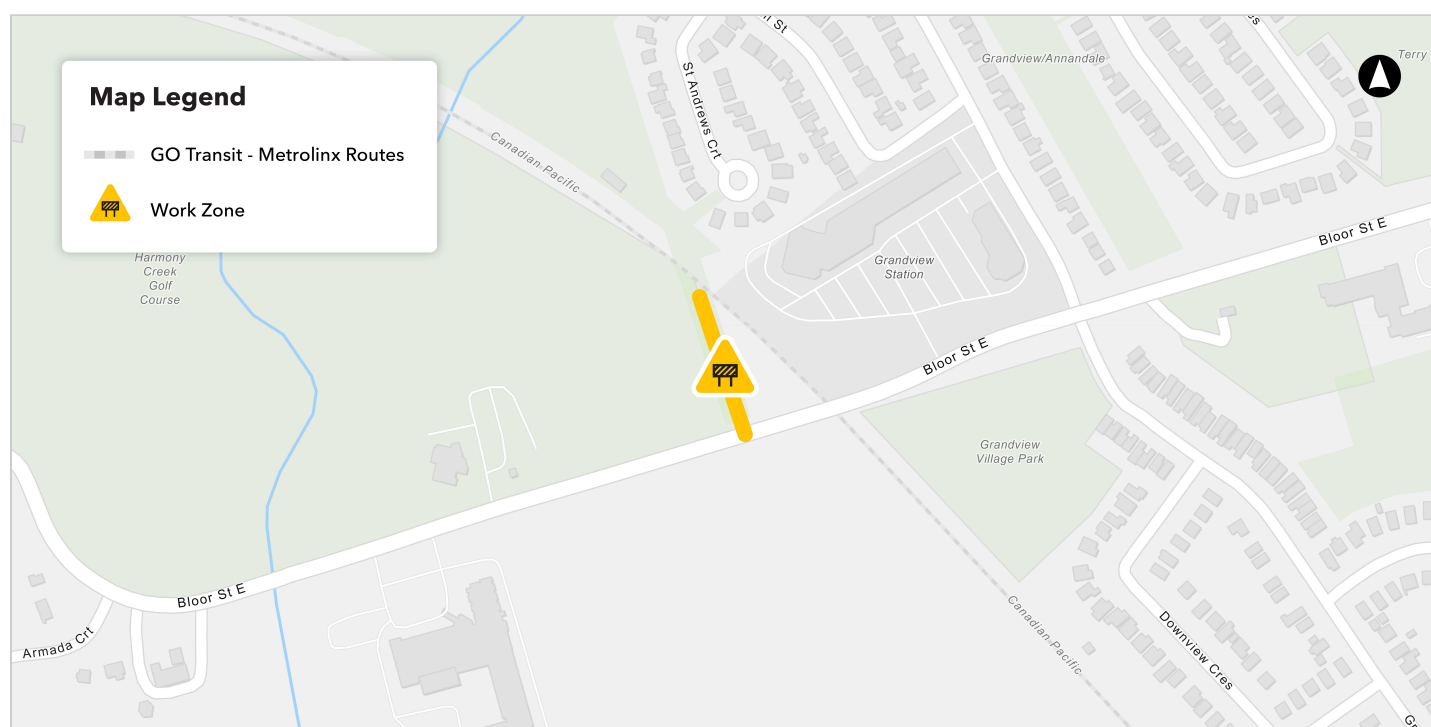 Map Legend
GO Transit - Metrolinx Routes
Work Zone
St Andrews Crt
St
Grandview/Annandale
Terry
Canadian Pacific
Bloor St E
Harmony
Creek
Golf
Course
Grandview
Station
Bloor St E
Grandview
Village Park
Bloor St E
Armada Crt
Canadian Pacific
Downview Cres